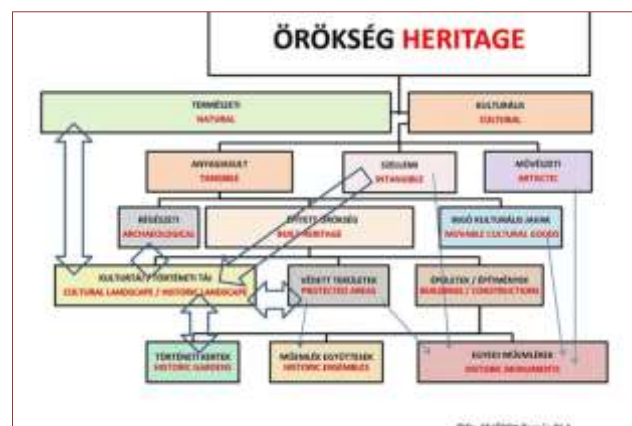 ÖRÖKSÉG HERITAGE
TERMÉSZETI
NATURAL
KULTURÁLIS
CULTURAL
ANYAGIASULT
TANGIBLE
SZELLEMI
INTANGIBLE
MŰVÉSZETI
ARTISTIC
RÉGÉSZETI
ARCHAEOLOGICAL
ÉPÍTETT ÖRÖKSÉG
BUILT HERITAGE
INGÓ KULTURÁLIS JAVAK
MOVABLE CULTURAL GOODS
KULTÚRTÁJ / TÖRTÉNETI TÁJ
CULTURAL LANDSCAPE / HISTORIC LANDSCAPE
VÉDETT TERÜLETEK
PROTECTED AREAS
ÉPÜLETEK / ÉPÍTMÉNYEK
BUILDINGS / CONSTRUCTIONS
TÖRTÉNETI KERTEK
HISTORIC GARDENS
MŰEMLÉK EGYÜTTESEK
HISTORIC ENSEMBLES
EGYEDI MŰEMLÉKEK
HISTORIC MONUMENTS